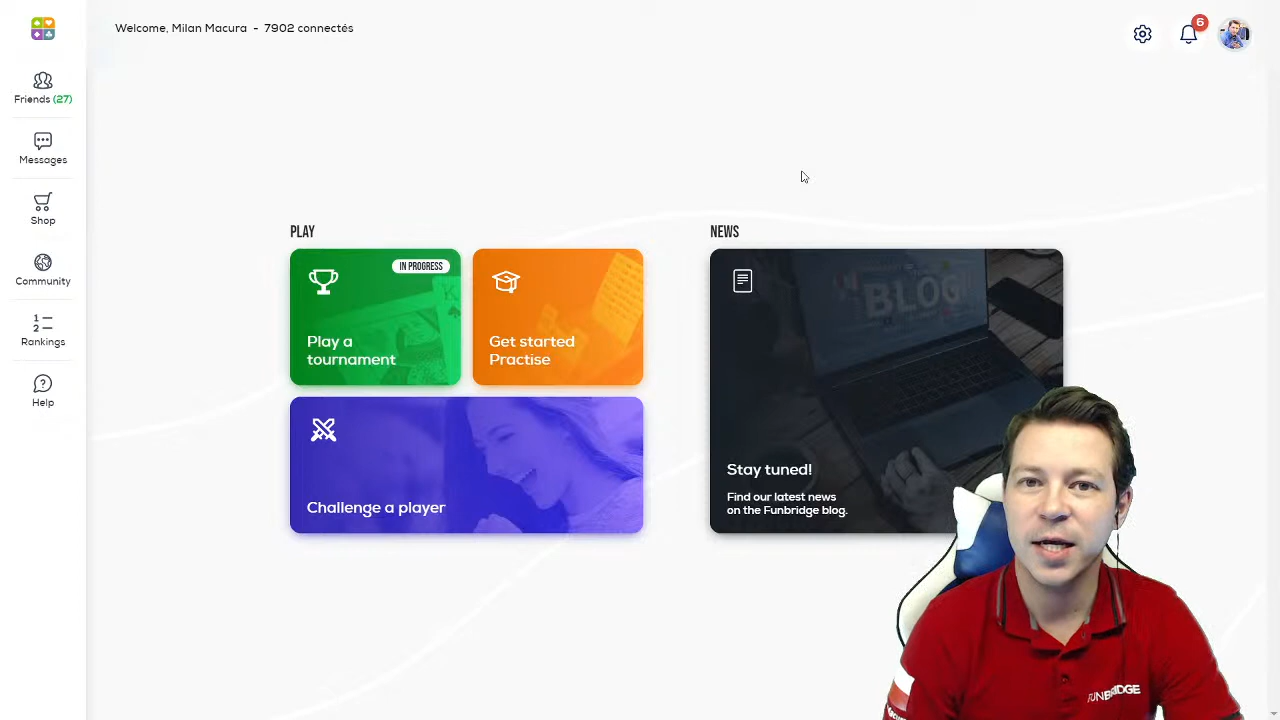 Welcome, Milan Macura - 7902 connectés
6
Friends (27)
Messages
Shop
Community
1
2
Rankings
Help
PLAY
IN PROGRESS
K
Play a
tournament
Get started
Practise
Challenge a player
NEWS
BLOG
Stay tuned!
Find our latest news
on the Funbridge blog.
FUNBRIDGE